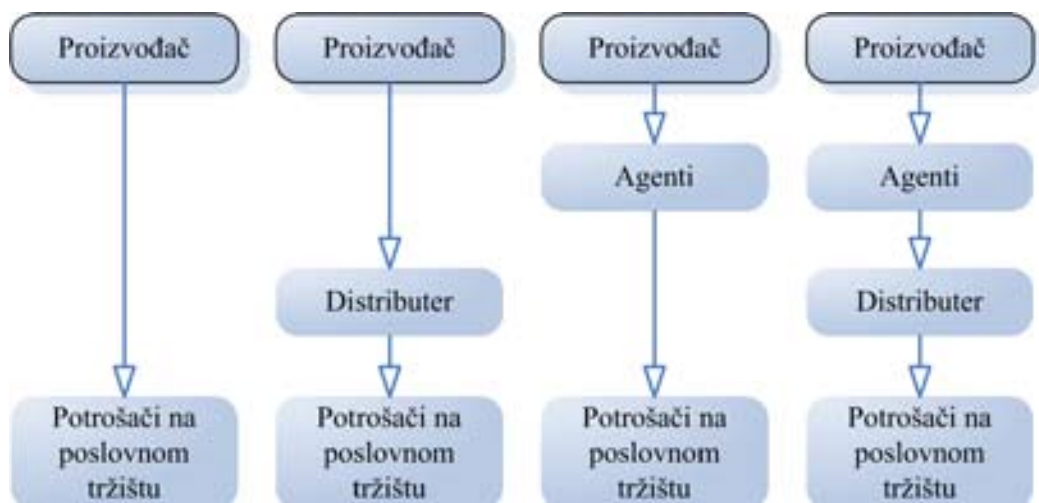 Proizvođač
Proizvođač
Proizvođač
Proizvođač
Agenti
Agenti
Distributer
Distributer
Potrošači na
poslovnom
tržištu
Potrošači na
poslovnom
tržištu
Potrošači na
poslovnom
tržištu
Potrošači na
poslovnom
tržištu